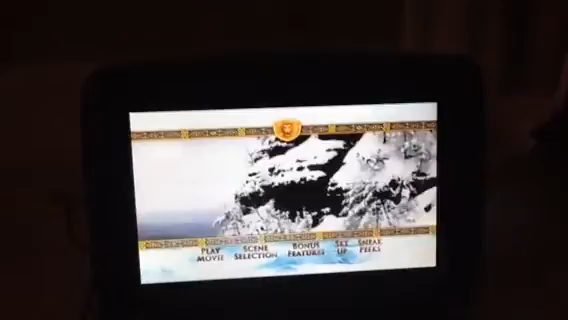 PLAY MOVIE
SCENE SELECTION
BONUS FEATURES
SET UP
SNEAK PEEKS